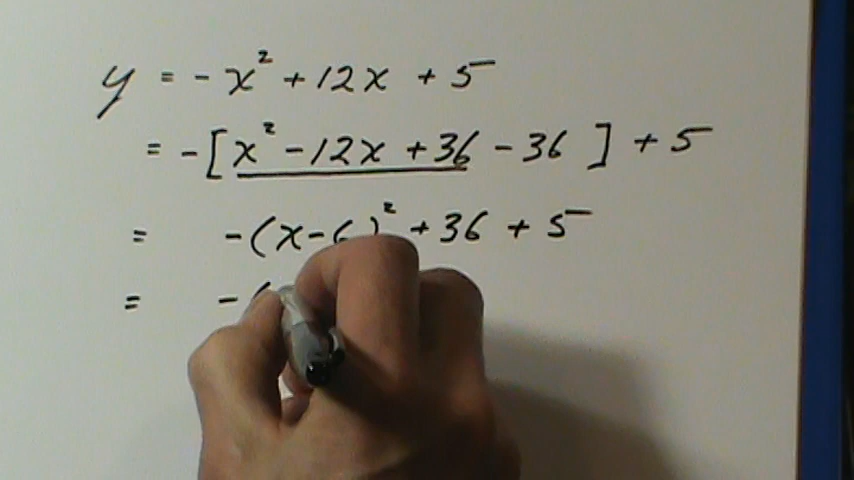 y = -x² + 12x + 5
= -[x² - 12x + 36 - 36] + 5
= -(x - 6)² + 36 + 5
= -(